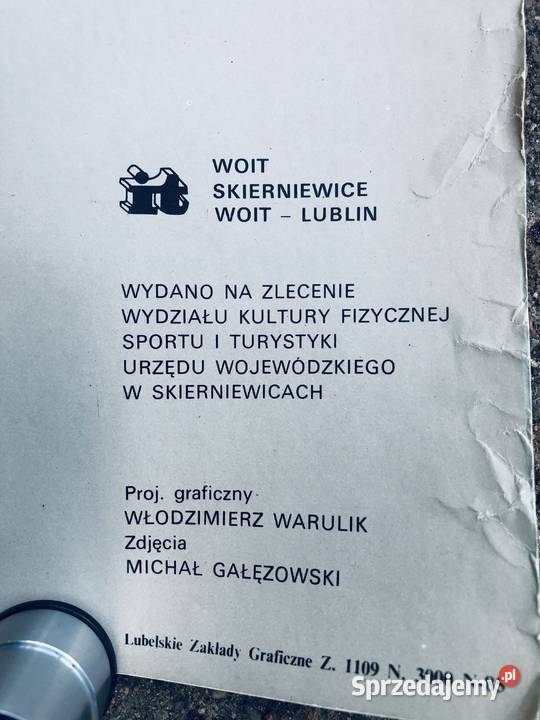 it
WOIT
SKIERNIEWICE
WOIT – LUBLIN
WYDANO NA ZLECENIE
WYDZIAŁU KULTURY FIZYCZNEJ
SPORTU I TURYSTYKI
URZĘDU WOJEWÓDZKIEGO
W SKIERNIEWICACH
Proj. graficzny
WŁODZIMIERZ WARULIK
Zdjęcia
MICHAŁ GAŁĘZOWSKI
Lubelskie Zakłady Graficzne Z. 1109 N.
Sprzedajemy.pl